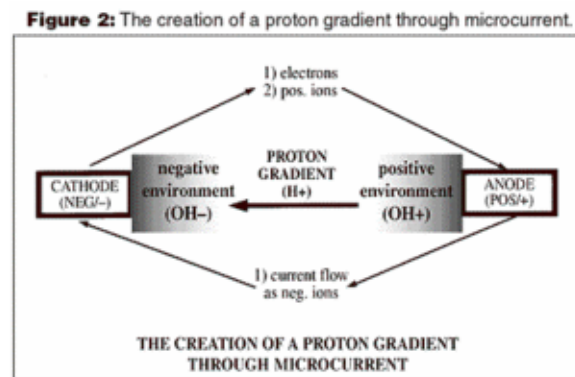 Figure 2: The creation of a proton gradient through microcurrent.
1) electrons
2) pos. ions
CATHODE
(NEG/–)
negative
environment
(OH–)
PROTON
GRADIENT
(H+)
positive
environment
(OH+)
ANODE
(POS/+)
1) current flow
as neg. ions
THE CREATION OF A PROTON GRADIENT
THROUGH MICROCURRENT